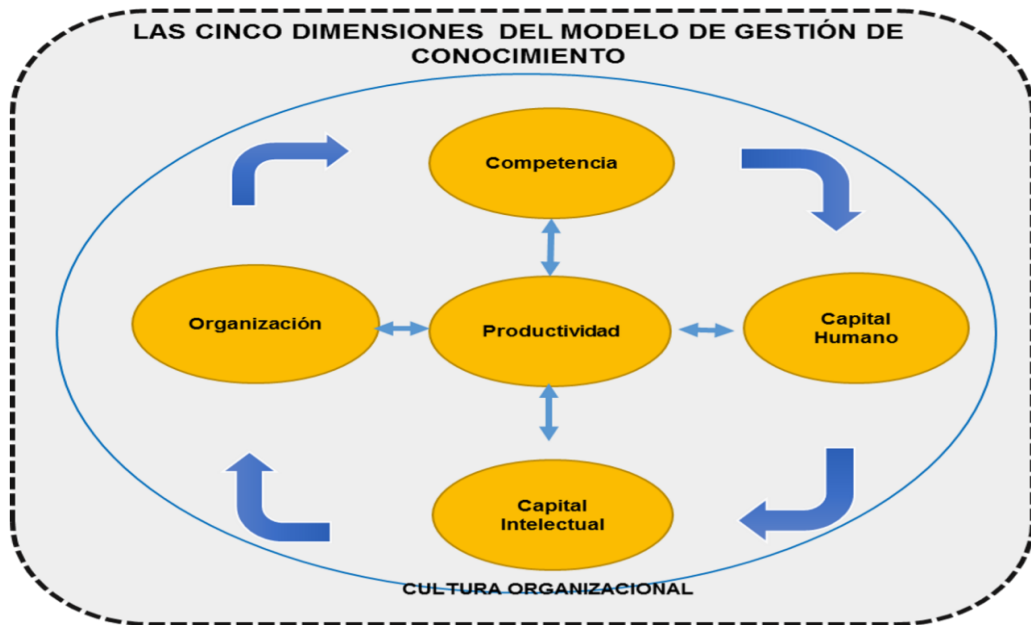 LAS CINCO DIMENSIONES DEL MODELO DE GESTIÓN DE
CONOCIMIENTO
Competencia
Organización
Productividad
Capital
Humano
Capital
Intelectual
CULTURA ORGANIZACIONAL